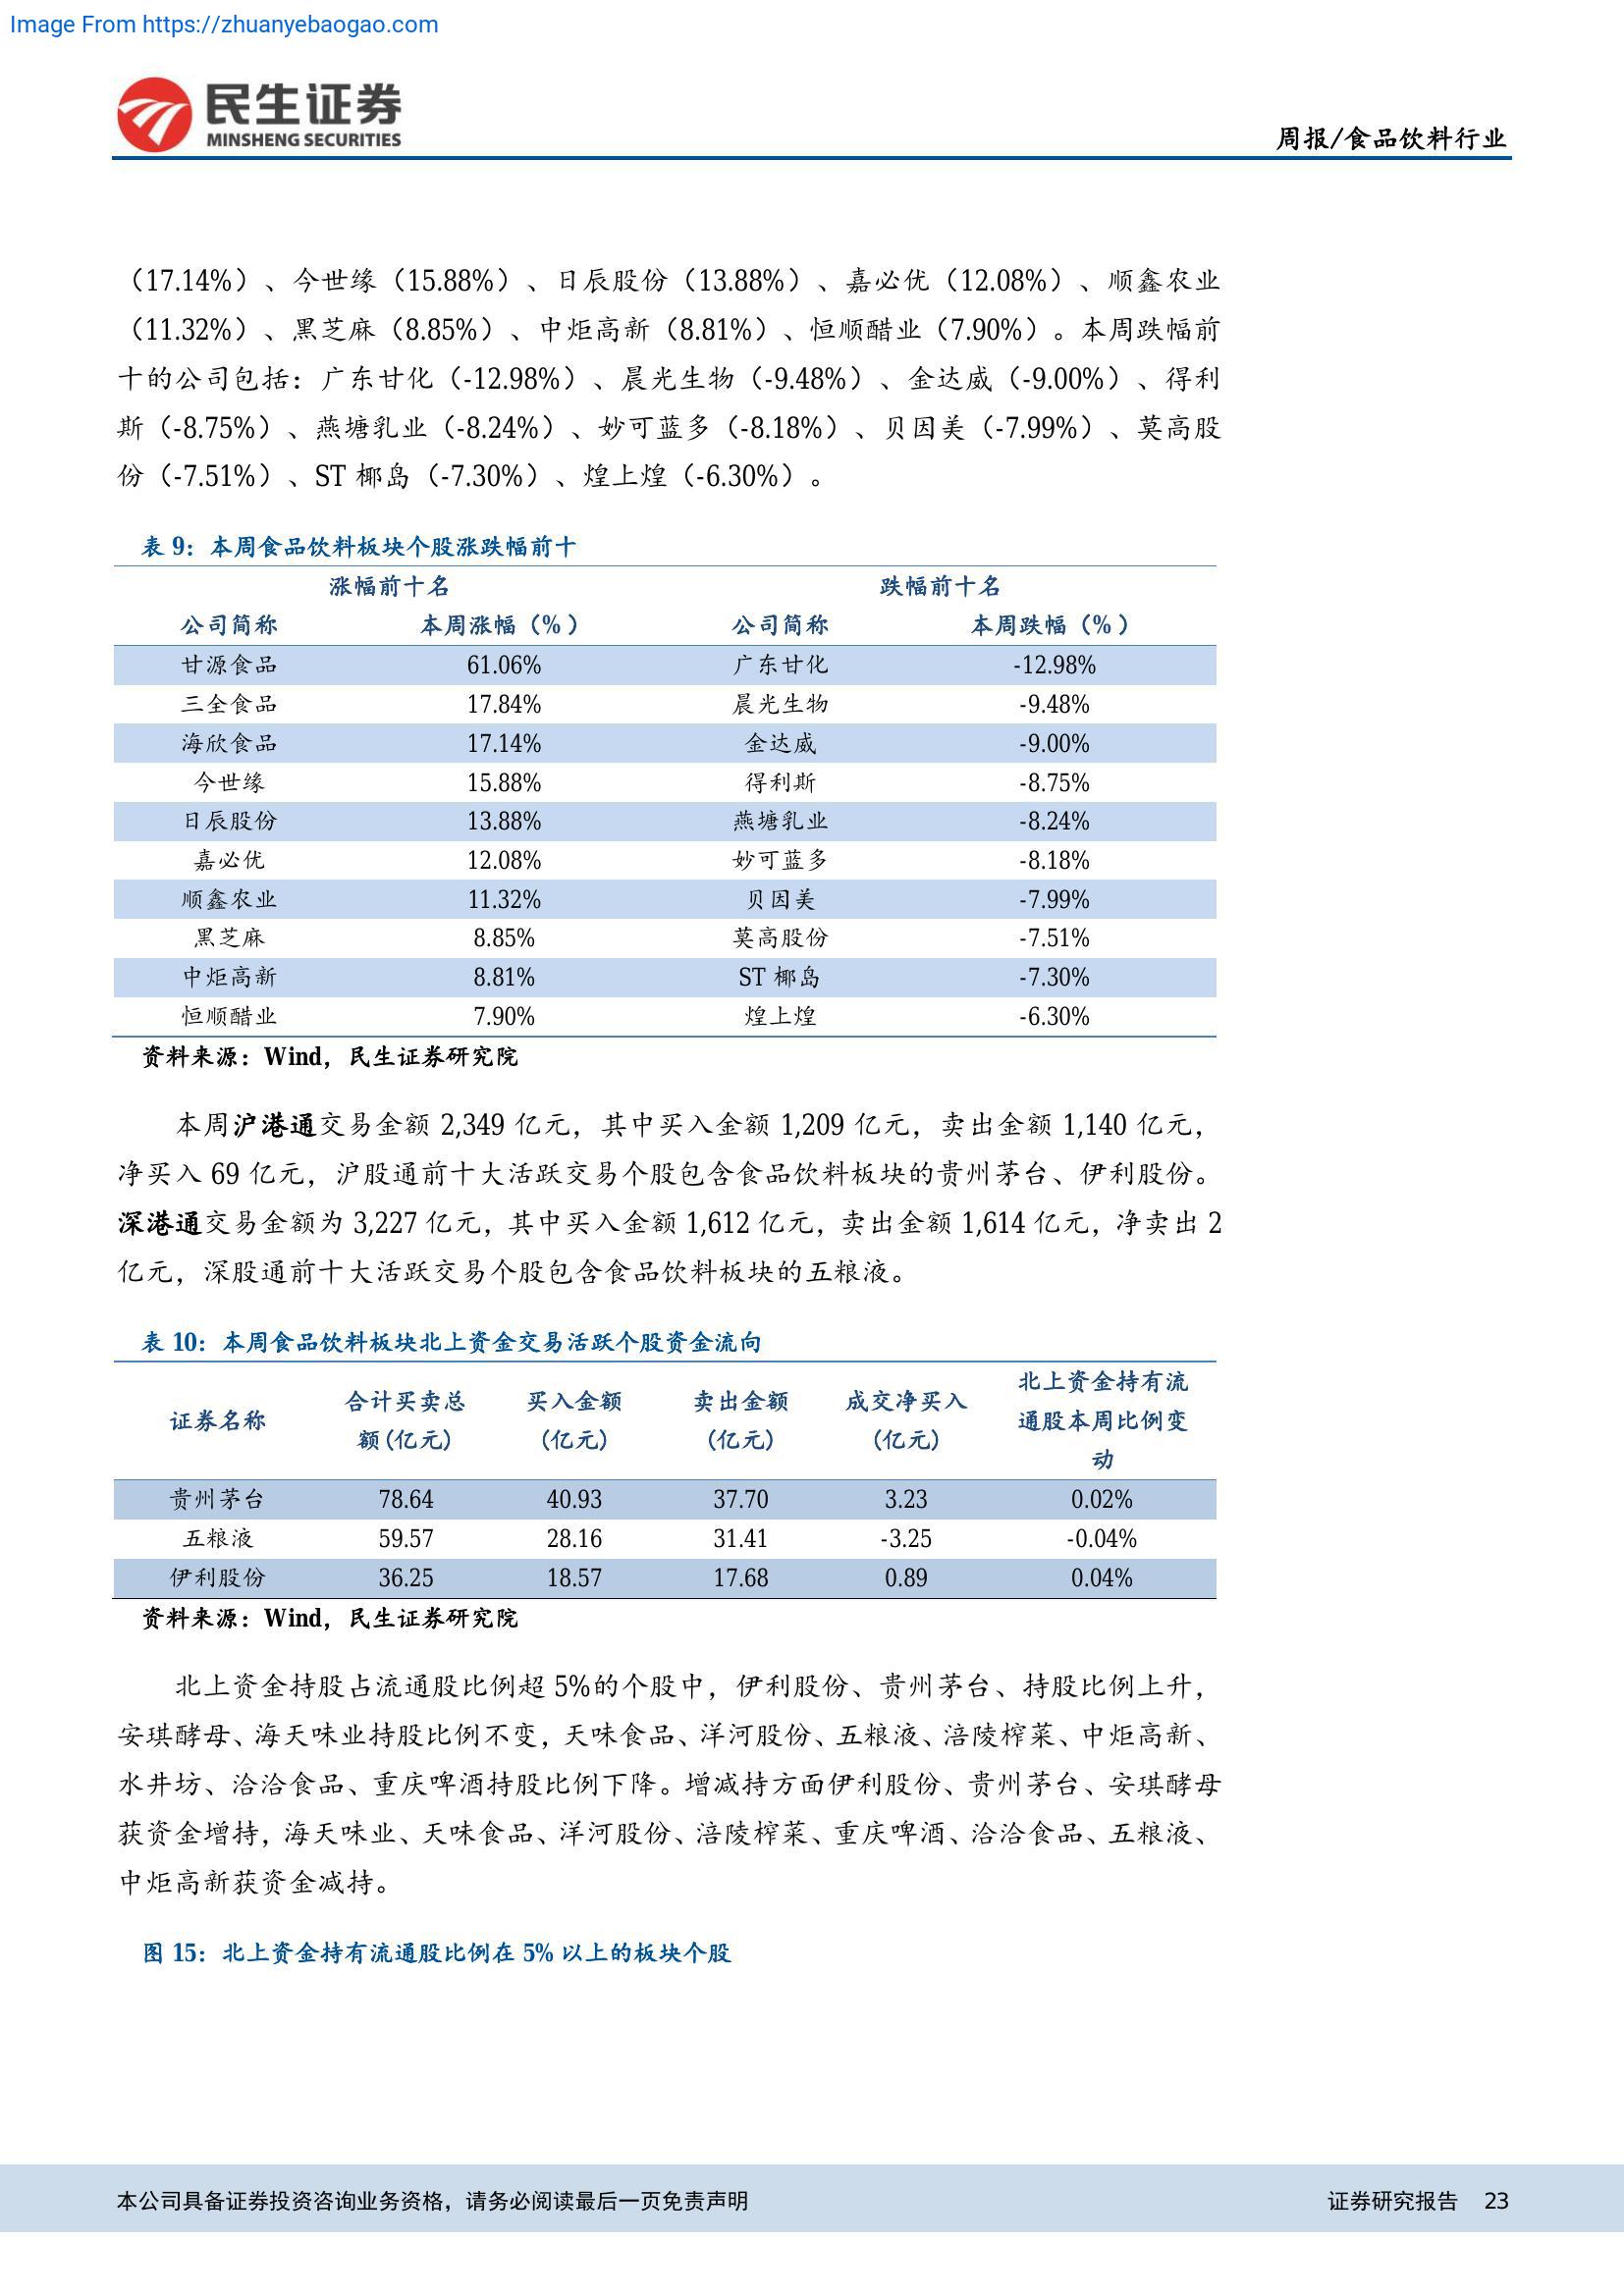 Image From https://zhuanyebaogao.com
民生证券
MINSHENG SECURITIES
周报/食品饮料行业
（17.14%）、今世缘（15.88%）、日辰股份（13.88%）、嘉必优（12.08%）、顺鑫农业
（11.32%）、黑芝麻（8.85%）、中炬高新（8.81%）、恒顺醋业（7.90%）。本周跌幅前
十的公司包括：广东甘化（-12.98%）、晨光生物（-9.48%）、金达威（-9.00%）、得利
斯（-8.75%）、燕塘乳业（-8.24%）、妙可蓝多（-8.18%）、贝因美（-7.99%）、莫高股
份（-7.51%）、ST 椰岛（-7.30%）、煌上煌（-6.30%）。
表 9：本周食品饮料板块个股涨跌幅前十
涨幅前十名 跌幅前十名
公司简称 本周涨幅（%） 公司简称 本周跌幅（%）
甘源食品 61.06% 广东甘化 -12.98%
三全食品 17.84% 晨光生物 -9.48%
海欣食品 17.14% 金达威 -9.00%
今世缘 15.88% 得利斯 -8.75%
日辰股份 13.88% 燕塘乳业 -8.24%
嘉必优 12.08% 妙可蓝多 -8.18%
顺鑫农业 11.32% 贝因美 -7.99%
黑芝麻 8.85% 莫高股份 -7.51%
中炬高新 8.81% ST 椰岛 -7.30%
恒顺醋业 7.90% 煌上煌 -6.30%
资料来源：Wind，民生证券研究院
本周沪港通交易金额 2,349 亿元，其中买入金额 1,209 亿元，卖出金额 1,140 亿元，
净买入 69 亿元，沪股通前十大活跃交易个股包含食品饮料板块的贵州茅台、伊利股份。
深港通交易金额为 3,227 亿元，其中买入金额 1,612 亿元，卖出金额 1,614 亿元，净卖出 2
亿元，深股通前十大活跃交易个股包含食品饮料板块的五粮液。
表 10：本周食品饮料板块北上资金交易活跃个股资金流向
证券名称 合计买卖总额(亿元) 买入金额(亿元) 卖出金额(亿元) 成交净买入(亿元) 北上资金持有流通股本周比例变动
贵州茅台 78.64 40.93 37.70 3.23 0.02%
五粮液 59.57 28.16 31.41 -3.25 -0.04%
伊利股份 36.25 18.57 17.68 0.89 0.04%
资料来源：Wind，民生证券研究院
北上资金持股占流通股比例超 5%的个股中，伊利股份、贵州茅台、持股比例上升，
安琪酵母、海天味业持股比例不变，天味食品、洋河股份、五粮液、涪陵榨菜、中炬高新、
水井坊、洽洽食品、重庆啤酒持股比例下降。增减持方面伊利股份、贵州茅台、安琪酵母
获资金增持，海天味业、天味食品、洋河股份、涪陵榨菜、重庆啤酒、洽洽食品、五粮液、
中炬高新获资金减持。
图 15：北上资金持有流通股比例在 5% 以上的板块个股
本公司具备证券投资咨询业务资格，请务必阅读最后一页免责声明
证券研究报告 23